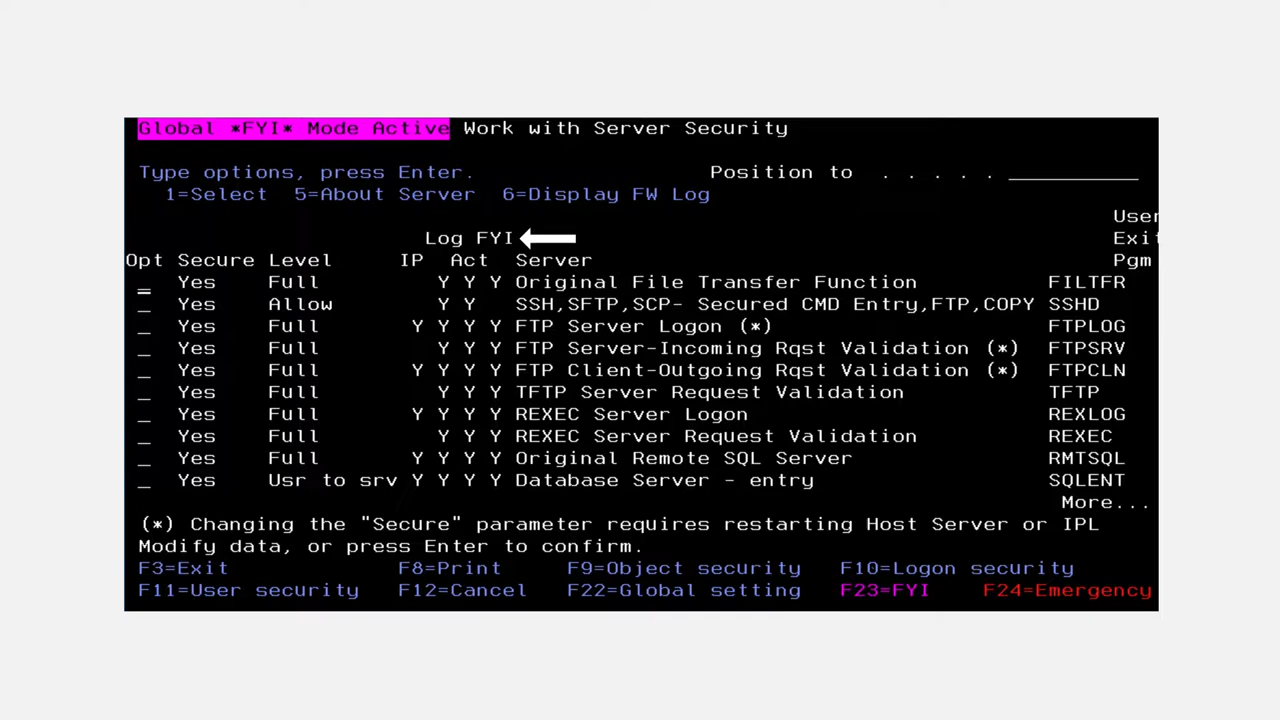 Global *FYI* Mode Active Work with Server Security
Type options, press Enter. Position to . . . . . ___________
1=Select 5=About Server 6=Display FW Log
User
Log FYI Exit
Opt Secure Level IP Act Server Pgm
_ Yes Full Y Y Y Original File Transfer Function FILTFR
_ Yes Allow Y Y SSH,SFTP,SCP- Secured CMD Entry,FTP,COPY SSHD
_ Yes Full Y Y Y Y FTP Server Logon (*) FTPLOG
_ Yes Full Y Y Y FTP Server-Incoming Rqst Validation (*) FTPSRV
_ Yes Full Y Y Y Y FTP Client-Outgoing Rqst Validation (*) FTPCLN
_ Yes Full Y Y Y TFTP Server Request Validation TFTP
_ Yes Full Y Y Y Y REXEC Server Logon REXLOG
_ Yes Full Y Y Y REXEC Server Request Validation REXEC
_ Yes Full Y Y Y Y Original Remote SQL Server RMTSQL
_ Yes Usr to srv Y Y Y Y Database Server - entry SQLENT
More...
(*) Changing the "Secure" parameter requires restarting Host Server or IPL
Modify data, or press Enter to confirm.
F3=Exit F8=Print F9=Object security F10=Logon security
F11=User security F12=Cancel F22=Global setting F23=FYI F24=Emergency